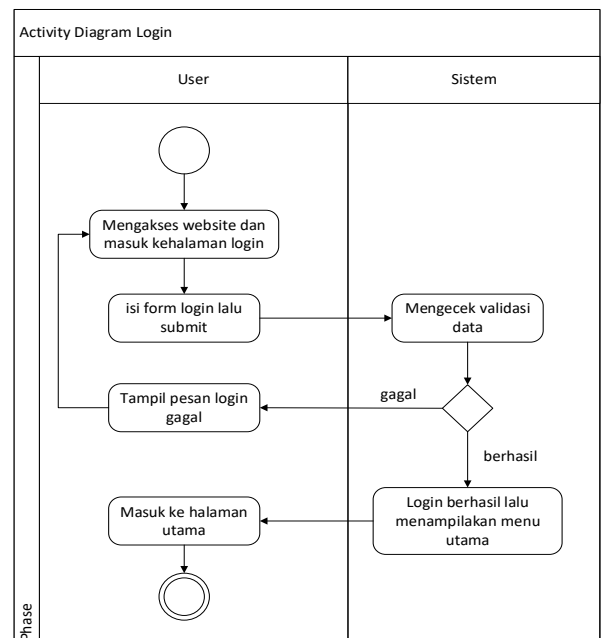 Activity Diagram Login
User
Sistem
Mengakses website dan
masuk kehalaman login
isi form login lalu
submit
Mengecek validasi
data
Tampil pesan login
gagal
gagal
berhasil
Masuk ke halaman
utama
Login berhasil lalu
menampilakan menu
utama
Phase